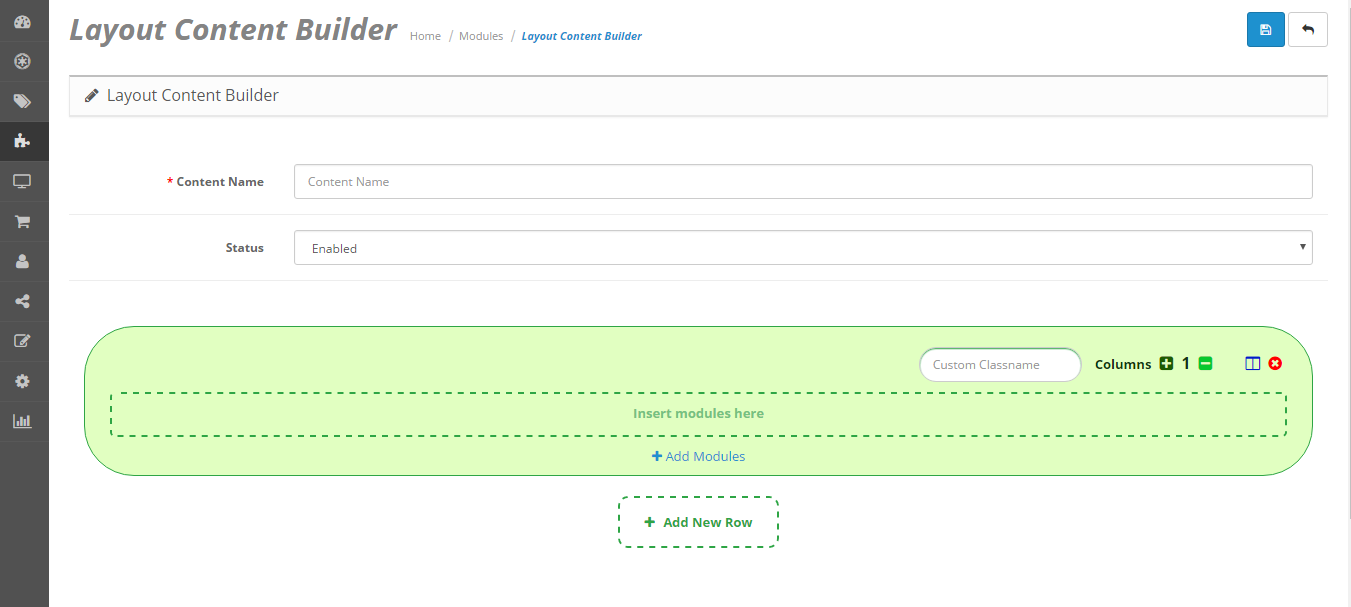 Layout Content Builder
Home / Modules / Layout Content Builder
Layout Content Builder
* Content Name
Content Name
Status
Enabled
Custom Classname
Columns 1
Insert modules here
Add Modules
Add New Row